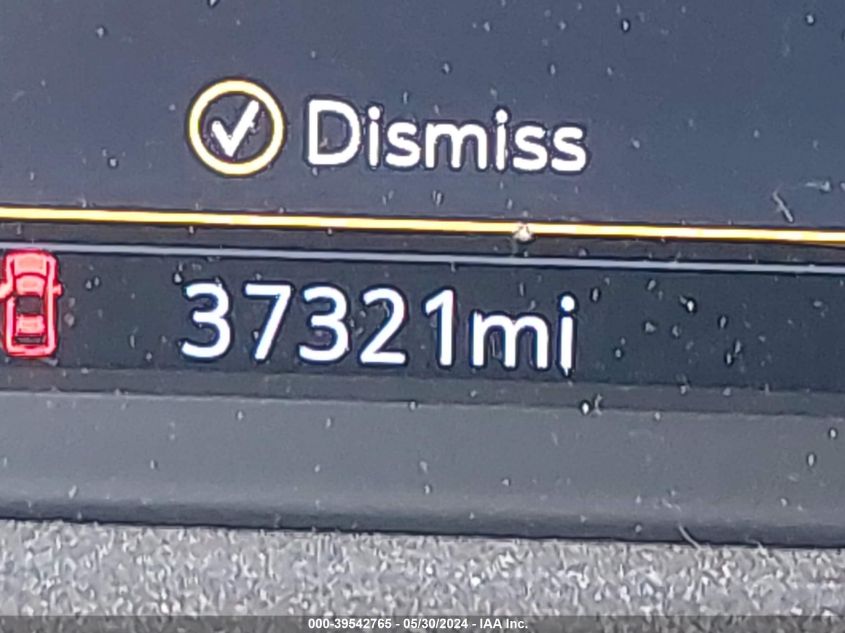 Dismiss
37321mi
000-39542765 - 05/30/2024 - IAA Inc.